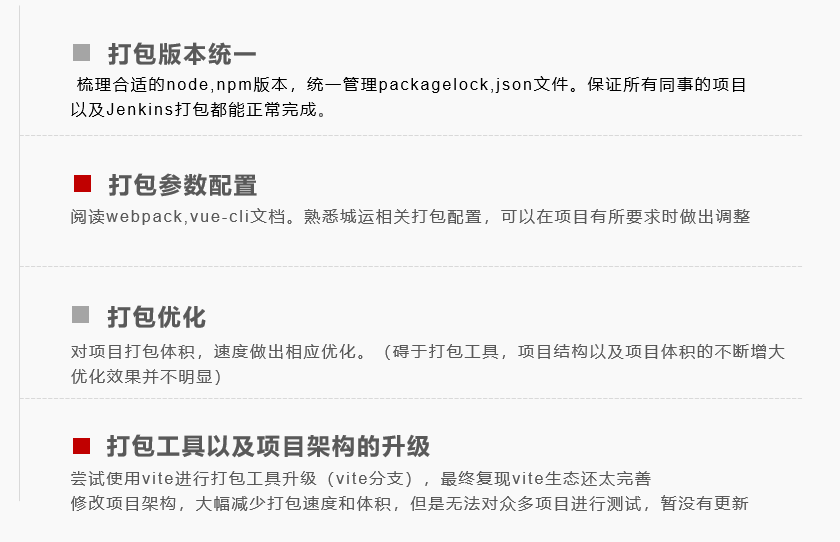 打包版本统一
梳理合适的node,npm版本，统一管理packagelock,json文件。保证所有同事的项目
以及Jenkins打包都能正常完成。
打包参数配置
阅读webpack,vue-cli文档。熟悉城运相关打包配置，可以在项目有所要求时做出调整
打包优化
对项目打包体积，速度做出相应优化。（碍于打包工具，项目结构以及项目体积的不断增大
优化效果并不明显）
打包工具以及项目架构的升级
尝试使用vite进行打包工具升级（vite分支），最终复现vite生态还太完善
修改项目架构，大幅减少打包速度和体积，但是无法对众多项目进行测试，暂没有更新